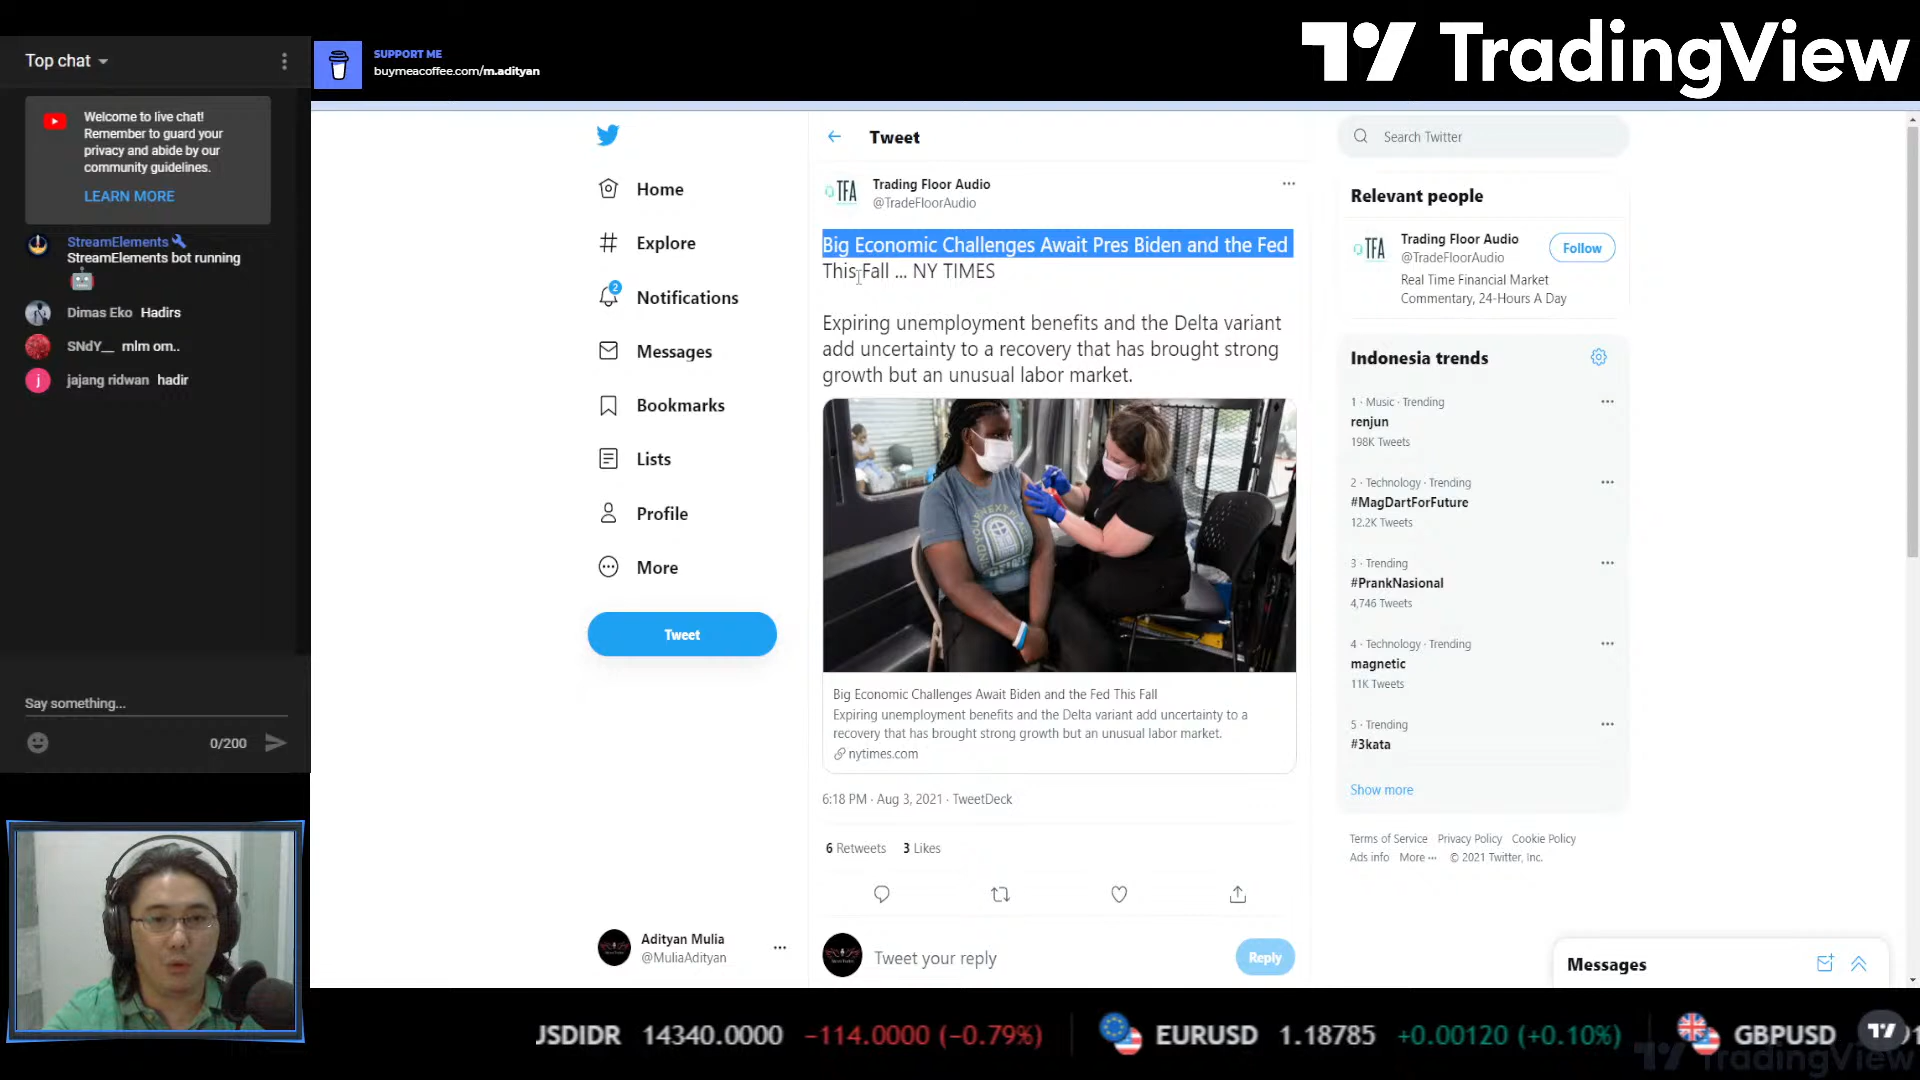 Top chat
SUPPORT ME
buymeacoffee.com/m.adityan
TradingView
Welcome to live chat!
Remember to guard your
privacy and abide by our
community guidelines.
LEARN MORE
StreamElements
StreamElements bot running
Dimas Eko Hadirs
SNdY__ mlm om..
jajang ridwan hadir
Say something...
0/200
Home
Explore
2
Notifications
Messages
Bookmarks
Lists
Profile
More
Tweet
Adityan Mulia
@MuliaAdityan
Tweet
TFA
Trading Floor Audio
@TradeFloorAudio
Big Economic Challenges Await Pres Biden and the Fed
This Fall ... NY TIMES
Expiring unemployment benefits and the Delta variant
add uncertainty to a recovery that has brought strong
growth but an unusual labor market.
Big Economic Challenges Await Biden and the Fed This Fall
Expiring unemployment benefits and the Delta variant add uncertainty to a
recovery that has brought strong growth but an unusual labor market.
nytimes.com
6:18 PM · Aug 3, 2021 · TweetDeck
6 Retweets 3 Likes
Tweet your reply
Reply
Search Twitter
Relevant people
TFA
Trading Floor Audio
@TradeFloorAudio
Follow
Real Time Financial Market
Commentary, 24-Hours A Day
Indonesia trends
1 · Music · Trending
renjun
198K Tweets
2 · Technology · Trending
#MagDartForFuture
12.2K Tweets
3 · Trending
#PrankNasional
4,746 Tweets
4 · Technology · Trending
magnetic
11K Tweets
5 · Trending
#3kata
Show more
Terms of Service Privacy Policy Cookie Policy
Ads info More ··· © 2021 Twitter, Inc.
Messages
JSDIDR 14340.0000 −114.0000 (−0.79%) EURUSD 1.18785 +0.00120 (+0.10%) GBPUSD
TradingView